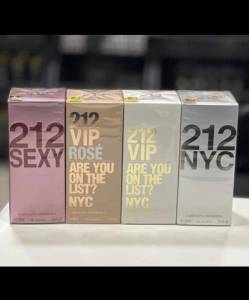 212
SEXY
212
VIP
ROSÉ
ARE YOU
ON THE
LIST?
NYC
212
VIP
ARE YOU
ON THE
LIST?
NYC
212
NYC